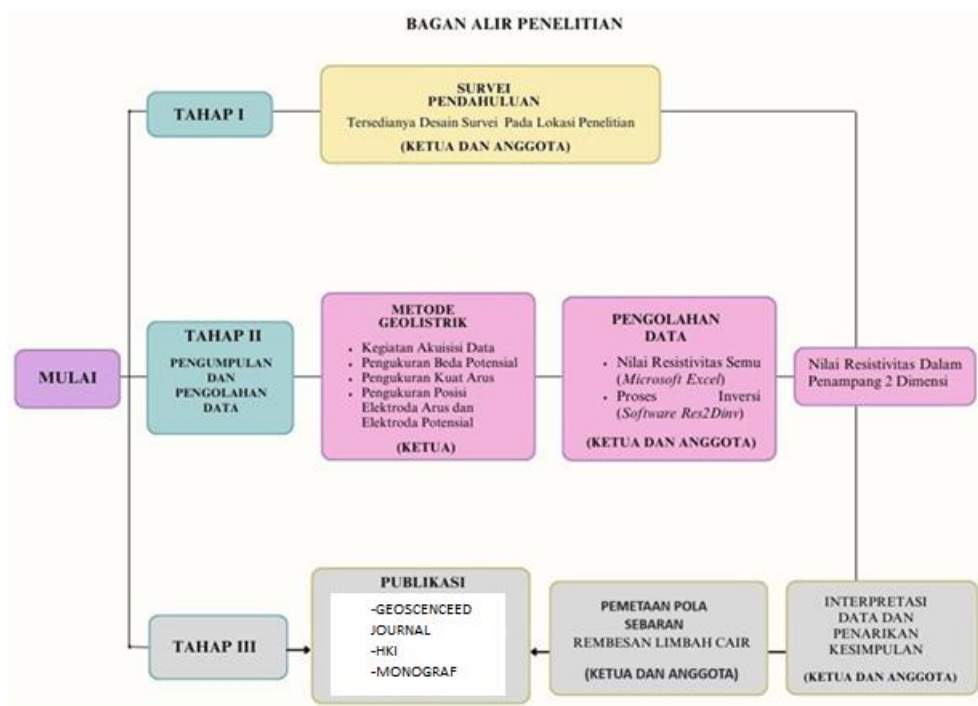 BAGAN ALIR PENELITIAN
TAHAP I
SURVEI
PENDAHULUAN
Tersedianya Desain Survei Pada Lokasi Penelitian
(KETUA DAN ANGGOTA)
MULAI
TAHAP II
PENGUMPULAN
DAN
PENGOLAHAN
DATA
METODE
GEOLISTRIK
• Kegiatan Akuisisi Data
• Pengukuran Beda Potensial
• Pengukuran Kuat Arus
• Pengukuran Posisi
Elektroda Arus dan
Elektroda Potensial
(KETUA)
PENGOLAHAN
DATA
• Nilai Resistivitas Semu
(Microsoft Excel)
• Proses Inversi
(Software Res2Dinv)
(KETUA DAN ANGGOTA)
Nilai Resistivitas Dalam
Penampang 2 Dimensi
TAHAP III
PUBLIKASI
-GEOSCENCEED
JOURNAL
-HKI
-MONOGRAF
PEMETAAN POLA
SEBARAN
REMBESAN LIMBAH CAIR
(KETUA DAN ANGGOTA)
INTERPRETASI
DATA DAN
PENARIKAN
KESIMPULAN
(KETUA DAN ANGGOTA)